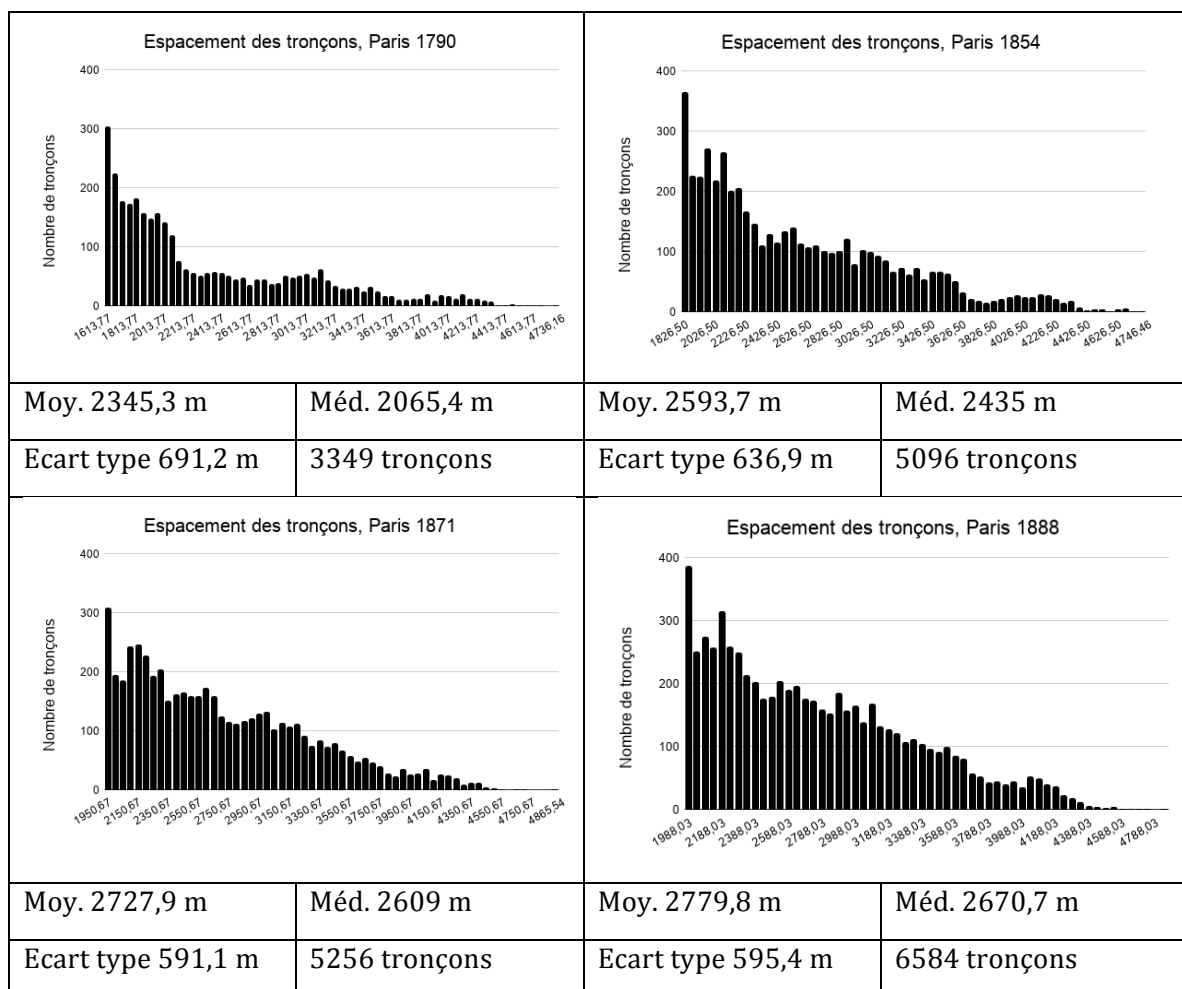 Espacement des tronçons, Paris 1790
Nombre de tronçons
400
300
200
100
0
1613,77 1813,77 2013,77 2213,77 2413,77 2613,77 2813,77 3013,77 3213,77 3413,77 3613,77 3813,77 4013,77 4213,77 4413,77 4613,77 4736,16
Espacement des tronçons, Paris 1854
Nombre de tronçons
400
300
200
100
0
1826,50 2026,50 2226,50 2426,50 2626,50 2826,50 3026,50 3226,50 3426,50 3626,50 3826,50 4026,50 4226,50 4426,50 4626,50 4746,46
Moy. 2345,3 m
Méd. 2065,4 m
Moy. 2593,7 m
Méd. 2435 m
Ecart type 691,2 m
3349 tronçons
Ecart type 636,9 m
5096 tronçons
Espacement des tronçons, Paris 1871
Nombre de tronçons
400
300
200
100
0
1950,67 2150,67 2350,67 2550,67 2750,67 2950,67 3150,67 3350,67 3550,67 3750,67 3950,67 4150,67 4350,67 4550,67 4750,67 4865,54
Espacement des tronçons, Paris 1888
Nombre de tronçons
400
300
200
100
0
1988,03 2188,03 2388,03 2588,03 2788,03 2988,03 3188,03 3388,03 3588,03 3788,03 3988,03 4188,03 4388,03 4588,03 4788,03
Moy. 2727,9 m
Méd. 2609 m
Moy. 2779,8 m
Méd. 2670,7 m
Ecart type 591,1 m
5256 tronçons
Ecart type 595,4 m
6584 tronçons